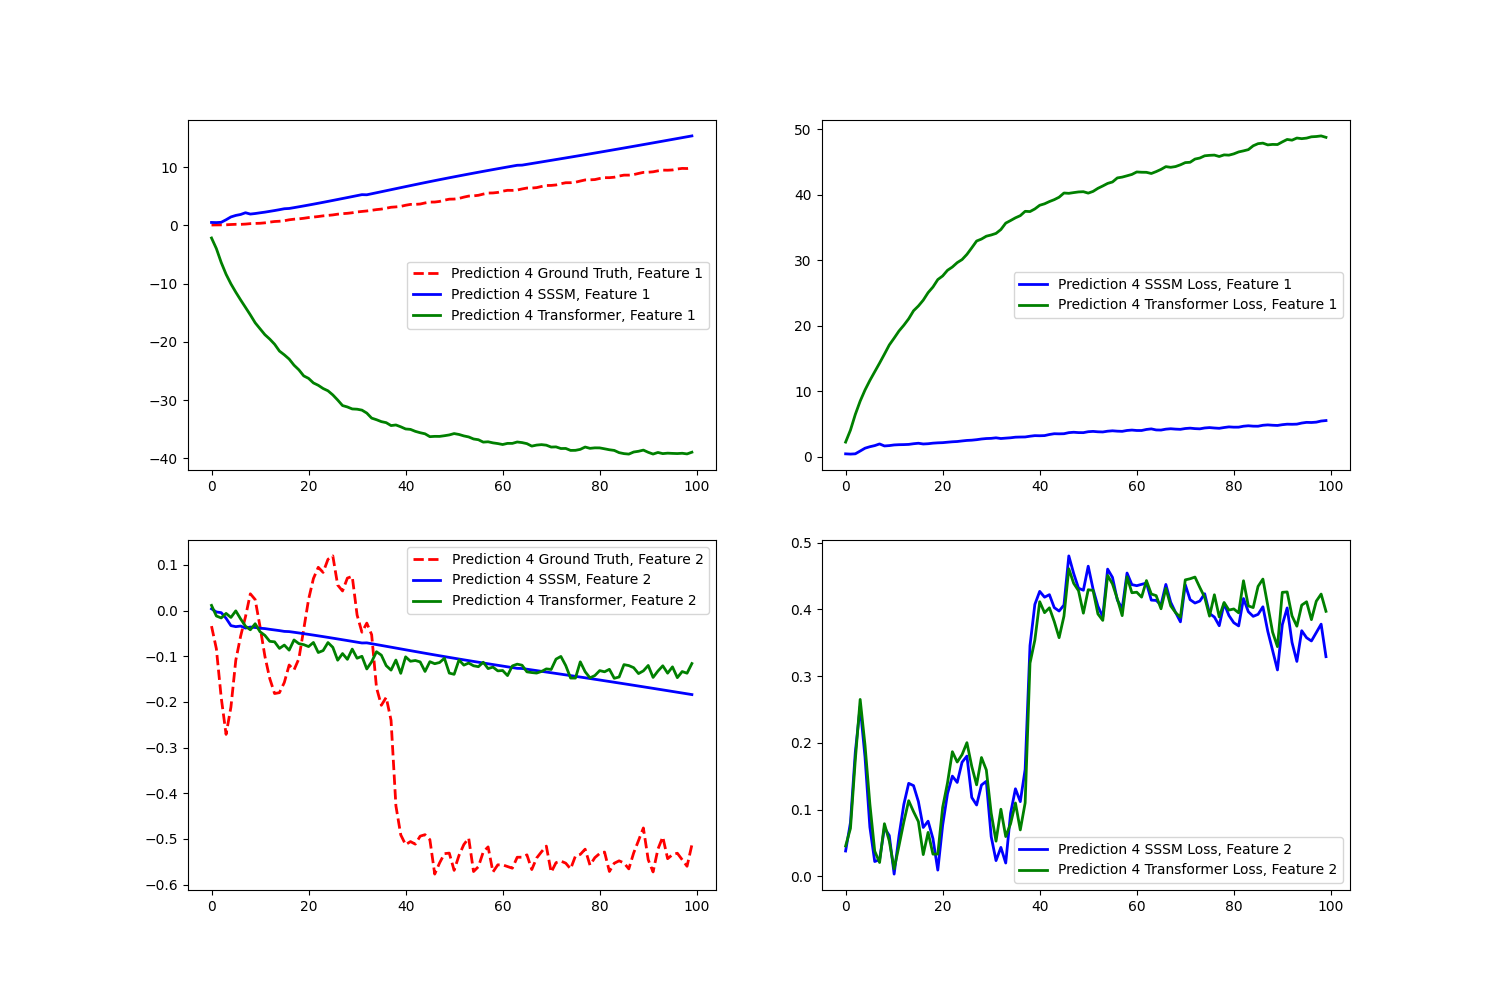 10
0
−10
−20
−30
−40
0 20 40 60 80 100
Prediction 4 Ground Truth, Feature 1
Prediction 4 SSSM, Feature 1
Prediction 4 Transformer, Feature 1
50
40
30
20
10
0
0 20 40 60 80 100
Prediction 4 SSSM Loss, Feature 1
Prediction 4 Transformer Loss, Feature 1
0.1
0.0
−0.1
−0.2
−0.3
−0.4
−0.5
−0.6
0 20 40 60 80 100
Prediction 4 Ground Truth, Feature 2
Prediction 4 SSSM, Feature 2
Prediction 4 Transformer, Feature 2
0.5
0.4
0.3
0.2
0.1
0.0
0 20 40 60 80 100
Prediction 4 SSSM Loss, Feature 2
Prediction 4 Transformer Loss, Feature 2